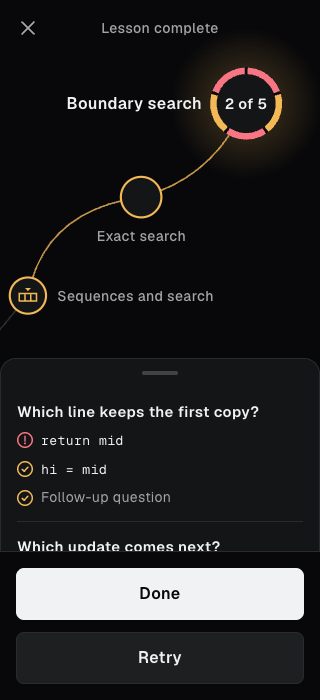 Lesson complete
Boundary search
2 of 5
Exact search
Sequences and search
Which line keeps the first copy?
return mid
hi = mid
Follow-up question
Which update comes next?
Done
Retry